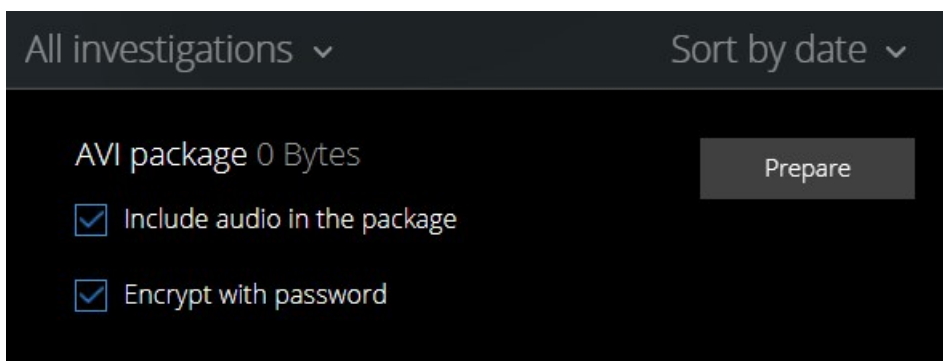 All investigations
Sort by date
AVI package 0 Bytes
Prepare
Include audio in the package
Encrypt with password